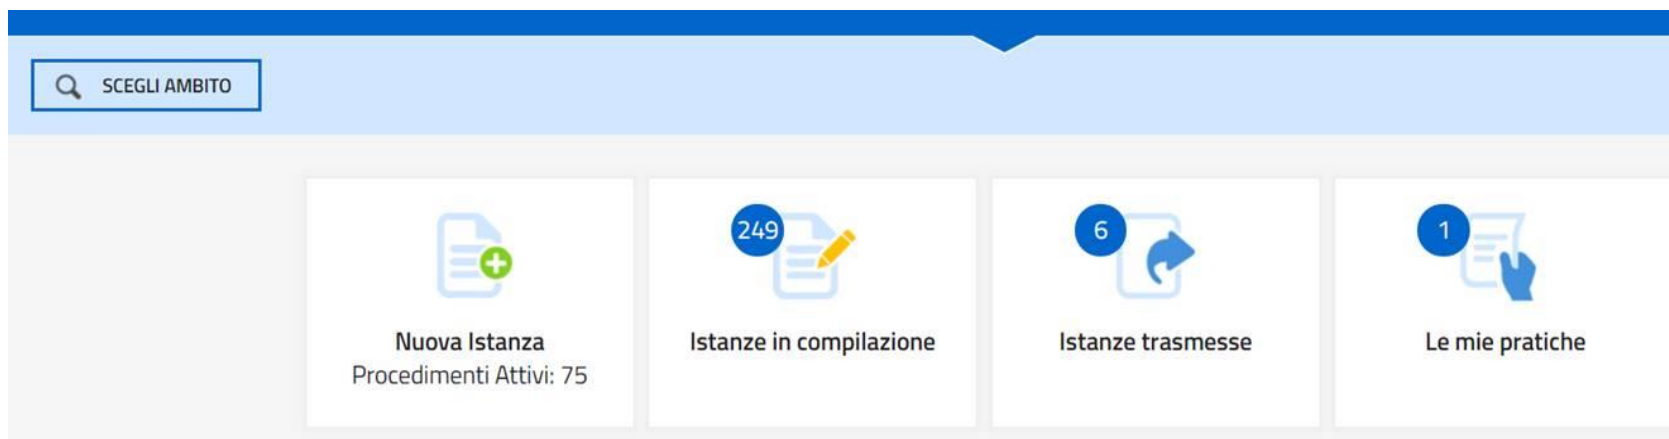 SCEGLI AMBITO
249
6
1
Nuova Istanza
Procedimenti Attivi: 75
Istanze in compilazione
Istanze trasmesse
Le mie pratiche